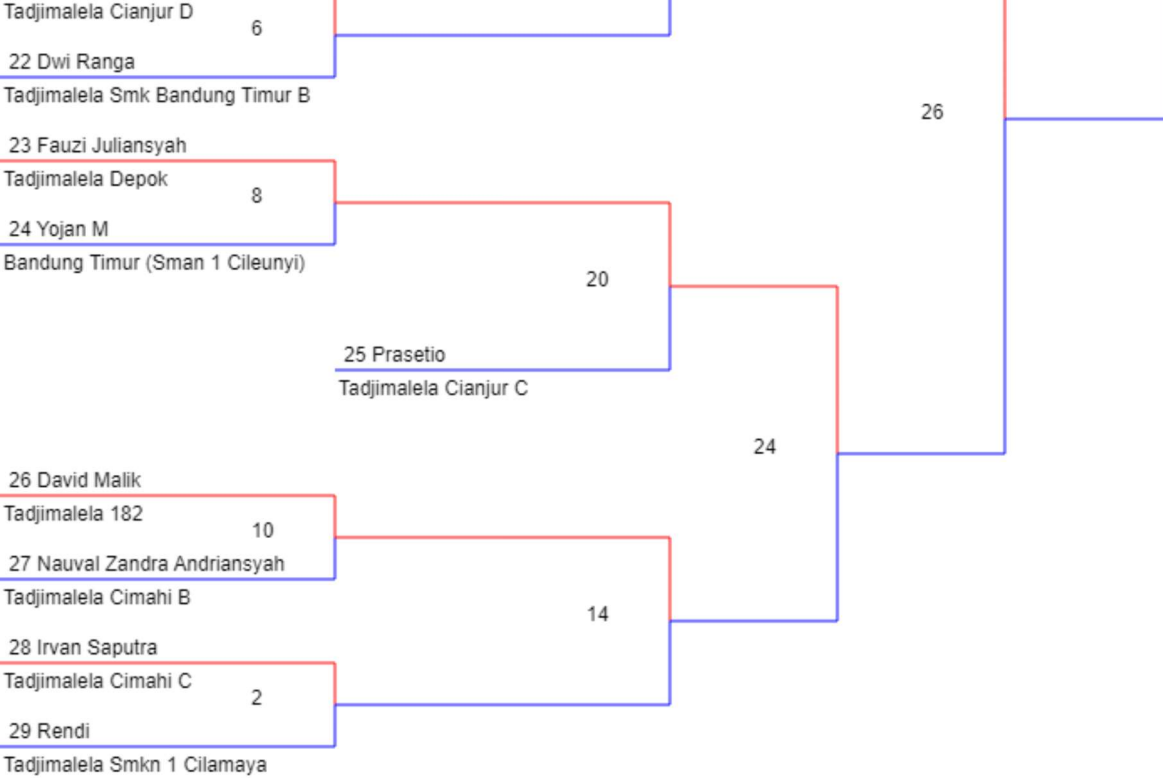 Tadjimalela Cianjur D
6
22 Dwi Ranga
Tadjimalela Smk Bandung Timur B
26
23 Fauzi Juliansyah
Tadjimalela Depok
8
24 Yojan M
Bandung Timur (Sman 1 Cileunyi)
20
25 Prasetio
Tadjimalela Cianjur C
24
26 David Malik
Tadjimalela 182
10
27 Nauval Zandra Andriansyah
Tadjimalela Cimahi B
14
28 Irvan Saputra
Tadjimalela Cimahi C
2
29 Rendi
Tadjimalela Smkn 1 Cilamaya